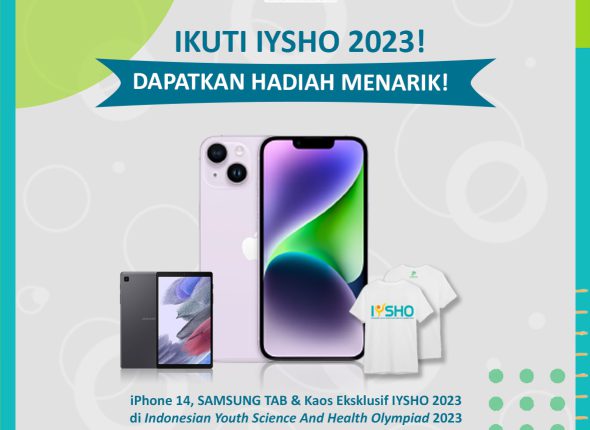 IKUTI IYSHO 2023!
DAPATKAN HADIAH MENARIK!
IYSHO
iPhone 14, SAMSUNG TAB & Kaos Eksklusif IYSHO 2023
di Indonesian Youth Science And Health Olympiad 2023